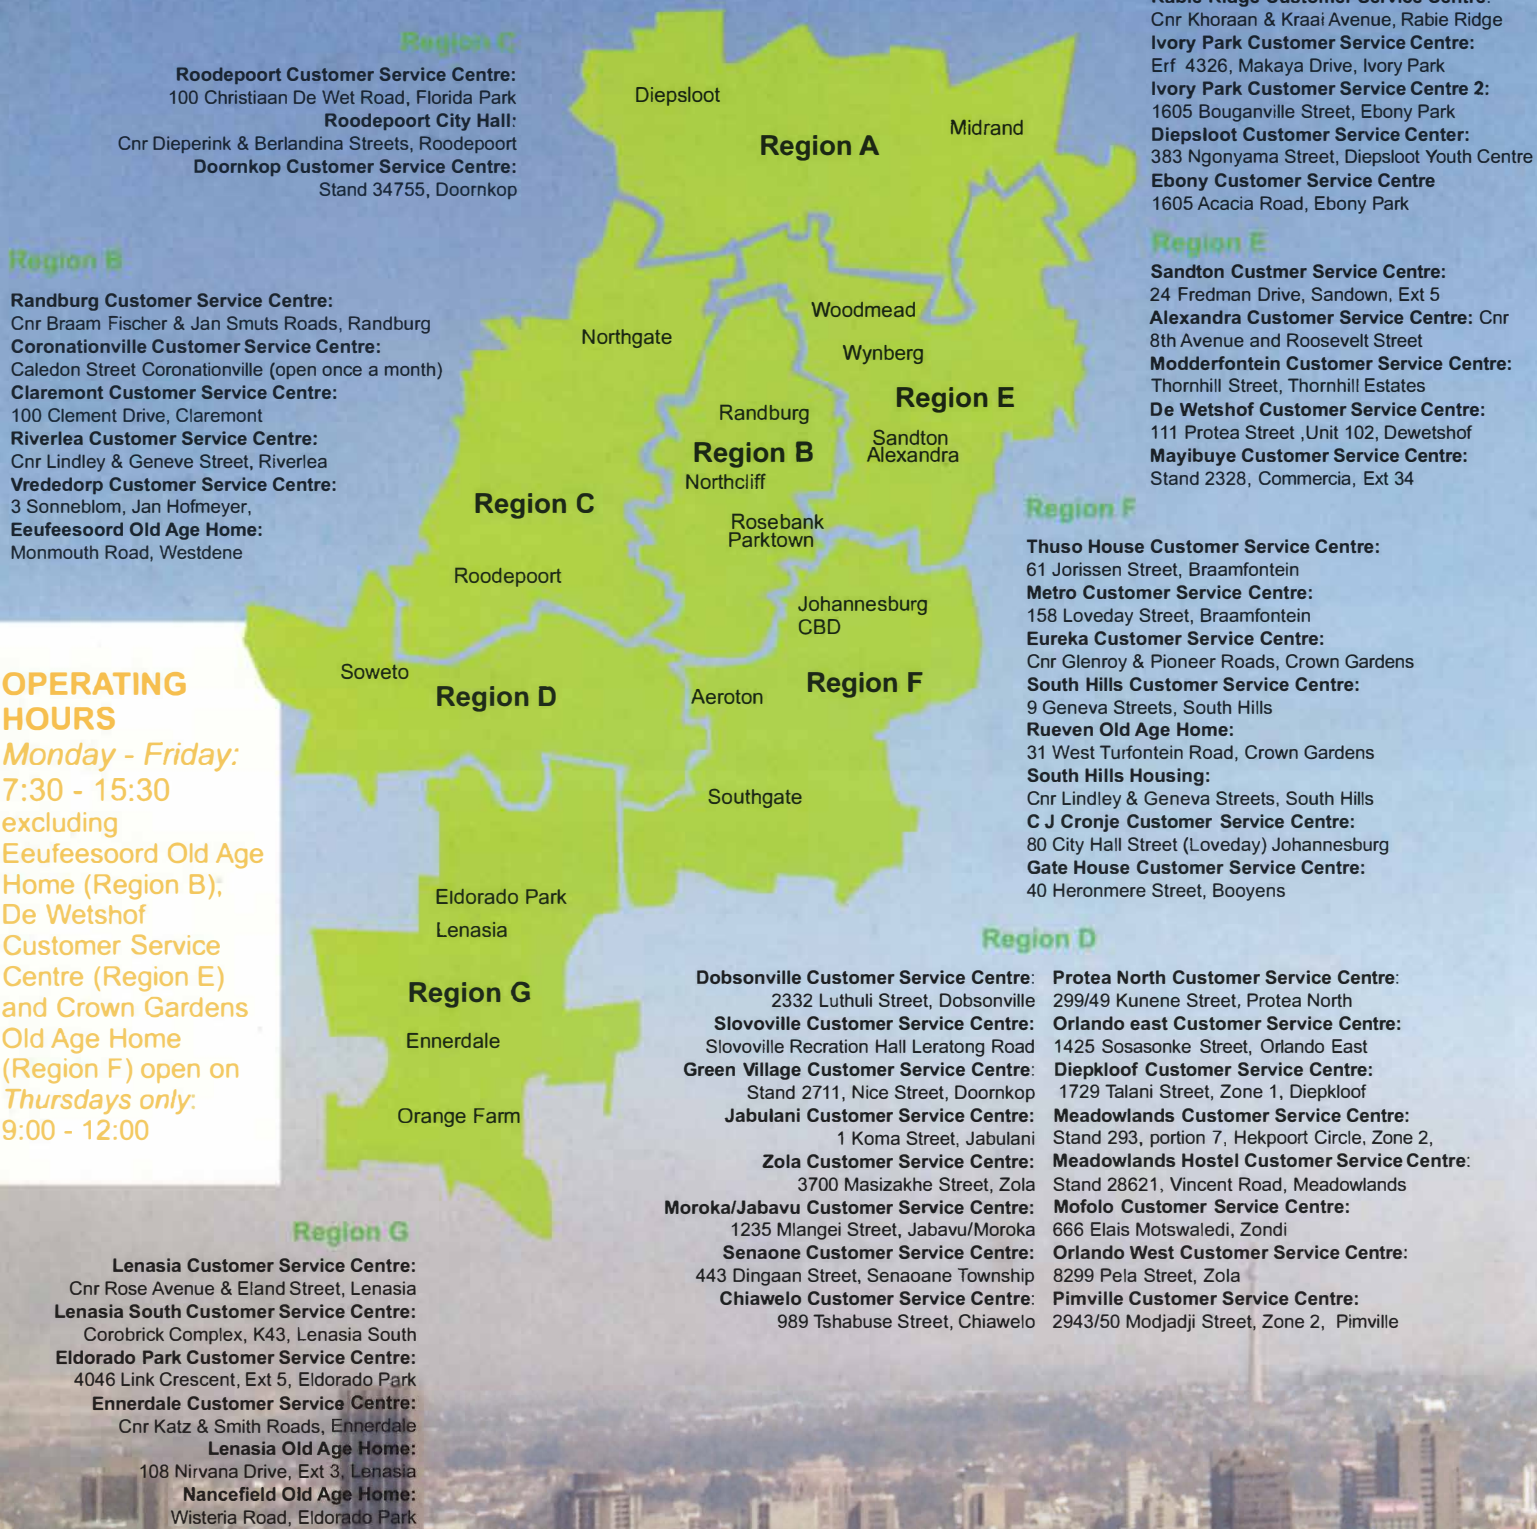 Region C
Roodepoort Customer Service Centre:
100 Christiaan De Wet Road, Florida Park
Roodepoort City Hall:
Cnr Dieperink & Berlandina Streets, Roodepoort
Doornkop Customer Service Centre:
Stand 34755, Doornkop
Region B
Randburg Customer Service Centre:
Cnr Braam Fischer & Jan Smuts Roads, Randburg
Coronationville Customer Service Centre:
Caledon Street Coronationville (open once a month)
Claremont Customer Service Centre:
100 Clement Drive, Claremont
Riverlea Customer Service Centre:
Cnr Lindley & Geneve Street, Riverlea
Vrededorp Customer Service Centre:
3 Sonneblom, Jan Hofmeyer,
Eeufeesoord Old Age Home:
Monmouth Road, Westdene
OPERATING
HOURS
Monday - Friday:
7:30 - 15:30
excluding
Eeufeesoord Old Age
Home (Region B),
De Wetshof
Customer Service
Centre (Region E)
and Crown Gardens
Old Age Home
(Region F) open on
Thursdays only:
9:00 - 12:00
Diepsloot
Midrand
Region A
Woodmead
Northgate
Wynberg
Region E
Randburg
Sandton
Alexandra
Region B
Northcliff
Region C
Rosebank
Parktown
Roodepoort
Johannesburg
CBD
Soweto
Region D
Region F
Aeroton
Southgate
Eldorado Park
Lenasia
Region G
Ennerdale
Orange Farm
Rabie Ridge Customer Service Centre:
Cnr Khoraan & Kraai Avenue, Rabie Ridge
Ivory Park Customer Service Centre:
Erf 4326, Makaya Drive, Ivory Park
Ivory Park Customer Service Centre 2:
1605 Bouganville Street, Ebony Park
Diepsloot Customer Service Center:
383 Ngonyama Street, Diepsloot Youth Centre
Ebony Customer Service Centre
1605 Acacia Road, Ebony Park
Region E
Sandton Custmer Service Centre:
24 Fredman Drive, Sandown, Ext 5
Alexandra Customer Service Centre: Cnr
8th Avenue and Roosevelt Street
Modderfontein Customer Service Centre:
Thornhill Street, Thornhill Estates
De Wetshof Customer Service Centre:
111 Protea Street ,Unit 102, Dewetshof
Mayibuye Customer Service Centre:
Stand 2328, Commercia, Ext 34
Region F
Thuso House Customer Service Centre:
61 Jorissen Street, Braamfontein
Metro Customer Service Centre:
158 Loveday Street, Braamfontein
Eureka Customer Service Centre:
Cnr Glenroy & Pioneer Roads, Crown Gardens
South Hills Customer Service Centre:
9 Geneva Streets, South Hills
Rueven Old Age Home:
31 West Turfontein Road, Crown Gardens
South Hills Housing:
Cnr Lindley & Geneva Streets, South Hills
C J Cronje Customer Service Centre:
80 City Hall Street (Loveday) Johannesburg
Gate House Customer Service Centre:
40 Heronmere Street, Booyens
Region D
Dobsonville Customer Service Centre:
2332 Luthuli Street, Dobsonville
Slovoville Customer Service Centre:
Slovoville Recration Hall Leratong Road
Green Village Customer Service Centre:
Stand 2711, Nice Street, Doornkop
Jabulani Customer Service Centre:
1 Koma Street, Jabulani
Zola Customer Service Centre:
3700 Masizakhe Street, Zola
Moroka/Jabavu Customer Service Centre:
1235 Mlangei Street, Jabavu/Moroka
Senaone Customer Service Centre:
443 Dingaan Street, Senaoane Township
Chiawelo Customer Service Centre:
989 Tshabuse Street, Chiawelo
Protea North Customer Service Centre:
299/49 Kunene Street, Protea North
Orlando east Customer Service Centre:
1425 Sosasonke Street, Orlando East
Diepkloof Customer Service Centre:
1729 Talani Street, Zone 1, Diepkloof
Meadowlands Customer Service Centre:
Stand 293, portion 7, Hekpoort Circle, Zone 2,
Meadowlands Hostel Customer Service Centre:
Stand 28621, Vincent Road, Meadowlands
Mofolo Customer Service Centre:
666 Elais Motswaledi, Zondi
Orlando West Customer Service Centre:
8299 Pela Street, Zola
Pimville Customer Service Centre:
2943/50 Modjadji Street, Zone 2, Pimville
Region G
Lenasia Customer Service Centre:
Cnr Rose Avenue & Eland Street, Lenasia
Lenasia South Customer Service Centre:
Corobrick Complex, K43, Lenasia South
Eldorado Park Customer Service Centre:
4046 Link Crescent, Ext 5, Eldorado Park
Ennerdale Customer Service Centre:
Cnr Katz & Smith Roads, Ennerdale
Lenasia Old Age Home:
108 Nirvana Drive, Ext 3, Lenasia
Nancefield Old Age Home:
Wisteria Road, Eldorado Park